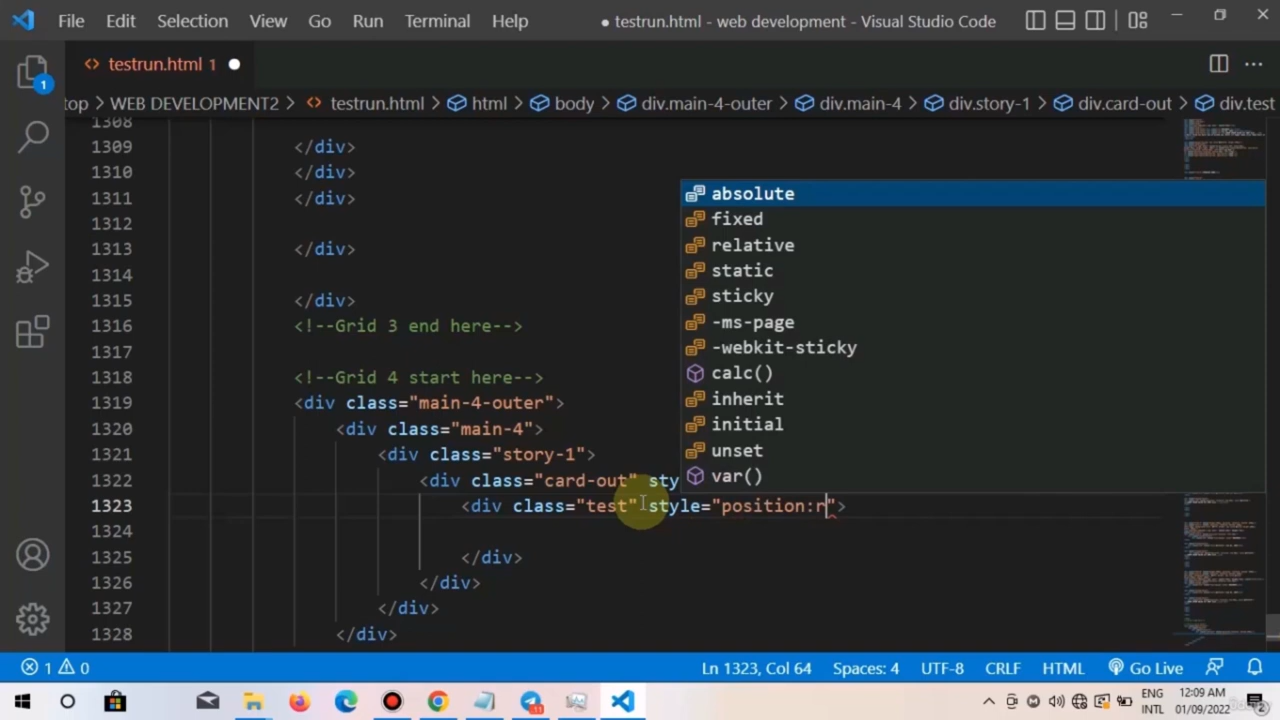 File Edit Selection View Go Run Terminal Help ● testrun.html - web development - Visual Studio Code
testrun.html 1
top > WEB DEVELOPMENT2 > testrun.html > html > body > div.main-4-outer > div.main-4 > div.story-1 > div.card-out > div.test
1
1308
1309 </div>
1310 </div>
1311 </div>
1312
1313 </div>
1314
1315 </div>
1316 <!--Grid 3 end here-->
1317
1318 <!--Grid 4 start here-->
1319 <div class="main-4-outer">
1320 <div class="main-4">
1321 <div class="story-1">
1322 <div class="card-out" sty
1323 <div class="test" style="position:r">
1324
1325 </div>
1326 </div>
1327 </div>
1328 </div>
absolute
fixed
relative
static
sticky
-ms-page
-webkit-sticky
calc()
inherit
initial
unset
var()
1 0 Ln 1323, Col 64 Spaces: 4 UTF-8 CRLF HTML Go Live
ENG 12:09 AM
INTL 01/09/2022